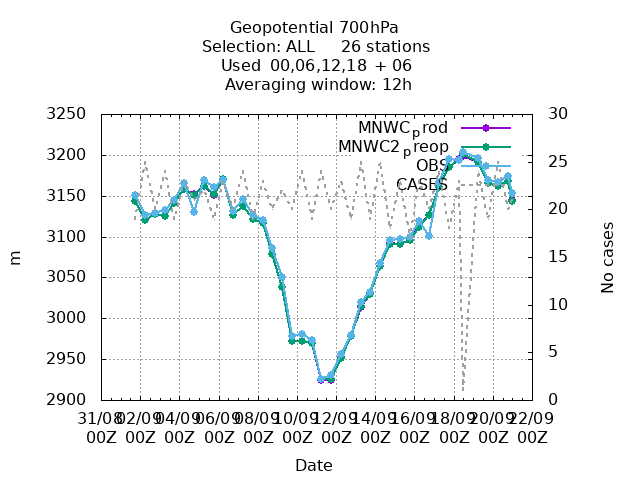 Geopotential 700hPa
Selection: ALL     26 stations
Used  00,06,12,18  + 06
Averaging window: 12h
MNWCprod
MNWC2preop
OBS
CASES
3250
3200
3150
3100
3050
3000
2950
2900
30
25
20
15
10
5
0
m
No cases
31/08 02/09 04/09 06/09 08/09 10/09 12/09 14/09 16/09 18/09 20/09 22/09
00Z 00Z 00Z 00Z 00Z 00Z 00Z 00Z 00Z 00Z 00Z 00Z
Date